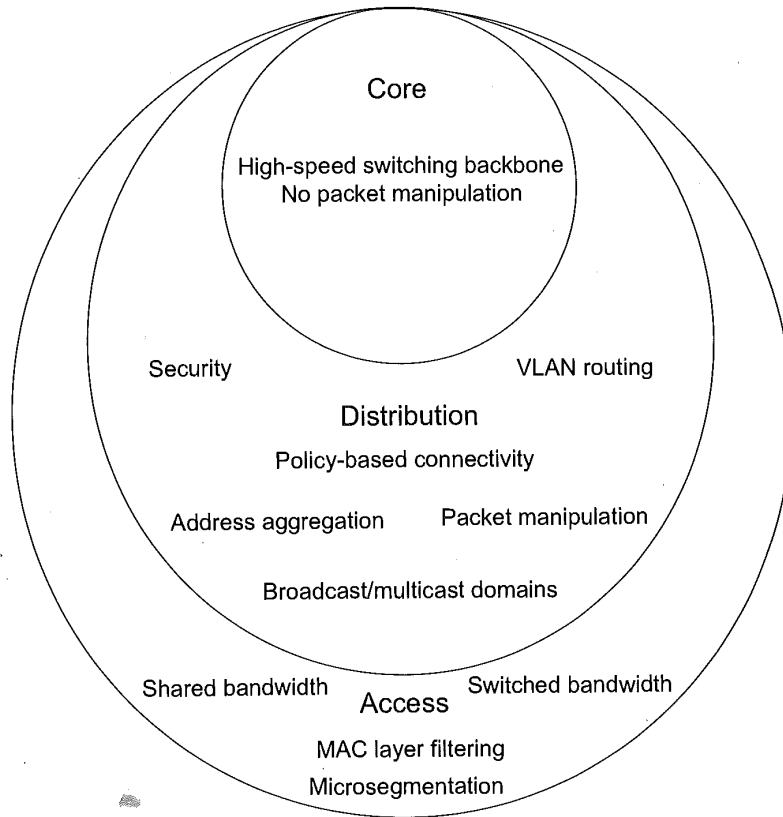 Core
High-speed switching backbone
No packet manipulation
Security
VLAN routing
Distribution
Policy-based connectivity
Address aggregation
Packet manipulation
Broadcast/multicast domains
Shared bandwidth
Switched bandwidth
Access
MAC layer filtering
Microsegmentation